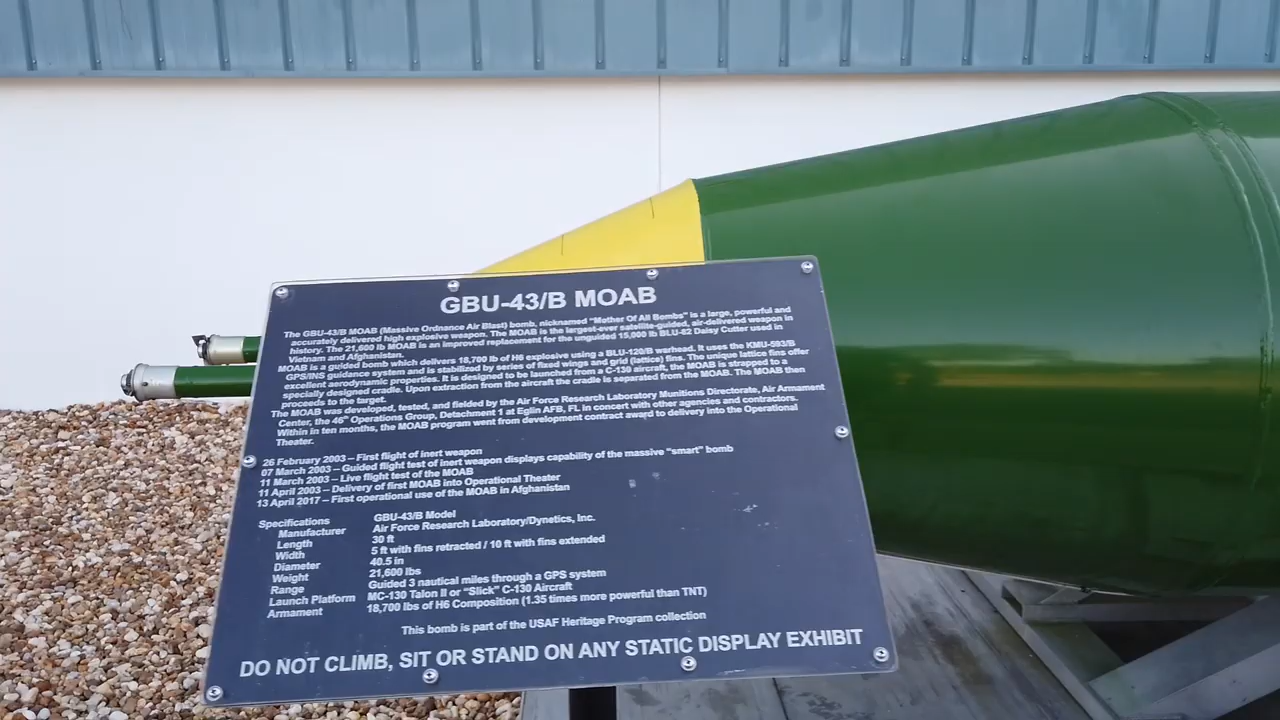 GBU-43/B MOAB
The GBU-43/B MOAB (Massive Ordnance Air Blast) bomb, nicknamed “Mother Of All Bombs” is a large, powerful and
accurately delivered high explosive weapon. The MOAB is the largest-ever satellite-guided, air-delivered weapon in
history. The 21,600 lb MOAB is an improved replacement for the unguided 15,000 lb BLU-82 Daisy Cutter used in
Vietnam and Afghanistan.
MOAB is a guided bomb which delivers 18,700 lb of H6 explosive using a BLU-120/B warhead. It uses the KMU-593/B
GPS/INS guidance system and is stabilized by series of fixed wings and grid (lattice) fins. The unique lattice fins offer
excellent aerodynamic properties. It is designed to be launched from a C-130 aircraft, the MOAB is strapped to a
specially designed cradle. Upon extraction from the aircraft the cradle is separated from the MOAB. The MOAB then
proceeds to the target.
The MOAB was developed, tested, and fielded by the Air Force Research Laboratory Munitions Directorate, Air Armament
Center, the 46th Operations Group, Detachment 1 at Eglin AFB, FL in concert with other agencies and contractors.
Within in ten months, the MOAB program went from development contract award to delivery into the Operational
Theater.
26 February 2003 – First flight of inert weapon
07 March 2003 – Guided flight test of inert weapon displays capability of the massive “smart” bomb
11 March 2003 – Live flight test of the MOAB
11 April 2003 – Delivery of first MOAB into Operational Theater
13 April 2017 – First operational use of the MOAB in Afghanistan
Specifications GBU-43/B Model
Manufacturer Air Force Research Laboratory/Dynetics, Inc.
Length 30 ft
Width 5 ft with fins retracted / 10 ft with fins extended
Diameter 40.5 in
Weight 21,600 lbs
Range Guided 3 nautical miles through a GPS system
Launch Platform MC-130 Talon II or “Slick” C-130 Aircraft
Armament 18,700 lbs of H6 Composition (1.35 times more powerful than TNT)
This bomb is part of the USAF Heritage Program collection
DO NOT CLIMB, SIT OR STAND ON ANY STATIC DISPLAY EXHIBIT